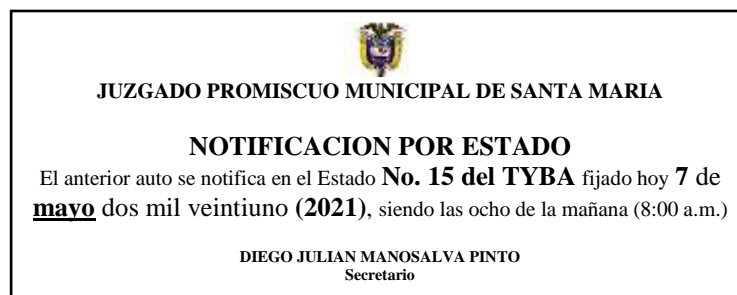 JUZGADO PROMISCUO MUNICIPAL DE SANTA MARIA
NOTIFICACION POR ESTADO
El anterior auto se notifica en el Estado No. 15 del TYBA fijado hoy 7 de
mayo dos mil veintiuno (2021), siendo las ocho de la mañana (8:00 a.m.)
DIEGO JULIAN MANOSALVA PINTO
Secretario